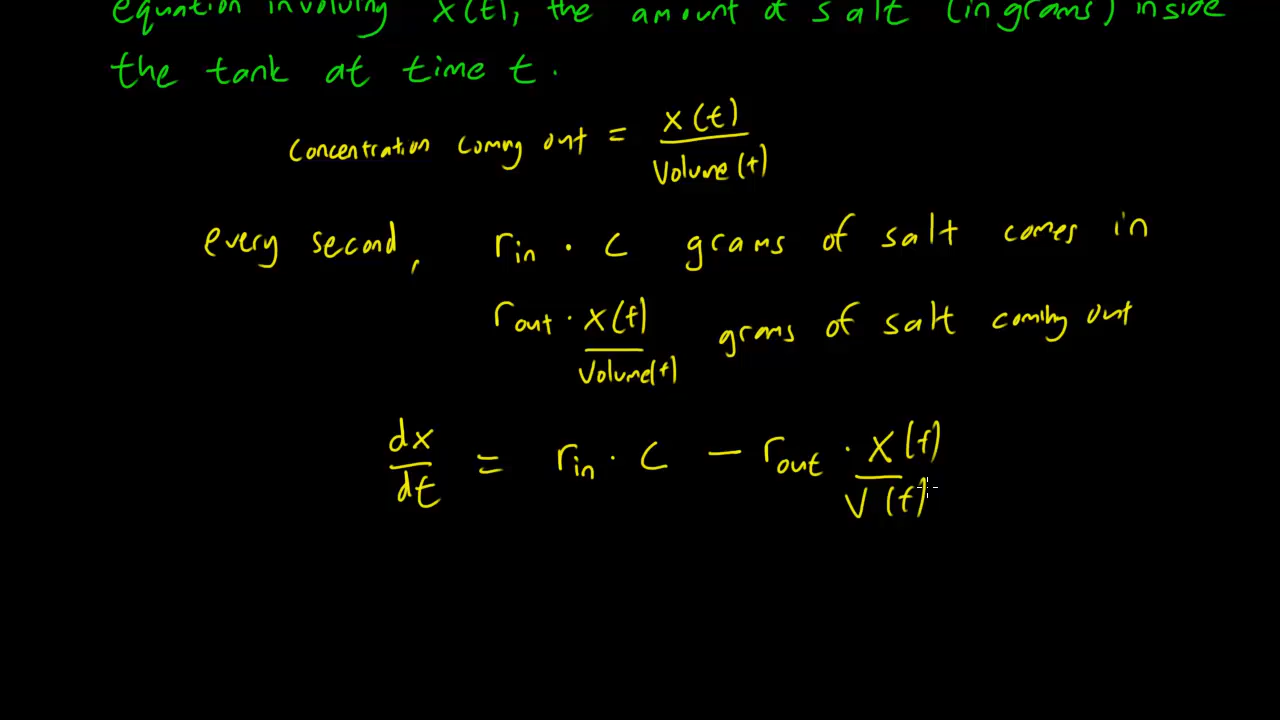 equation involving x(t), the amount of salt (in grams) inside
the tank at time t.
Concentration coming out = x(t)/Volume(t)
every second, r_in · c grams of salt comes in
r_out · x(t)/Volume(t) grams of salt coming out
dx/dt = r_in · c − r_out · x(t)/V(t)